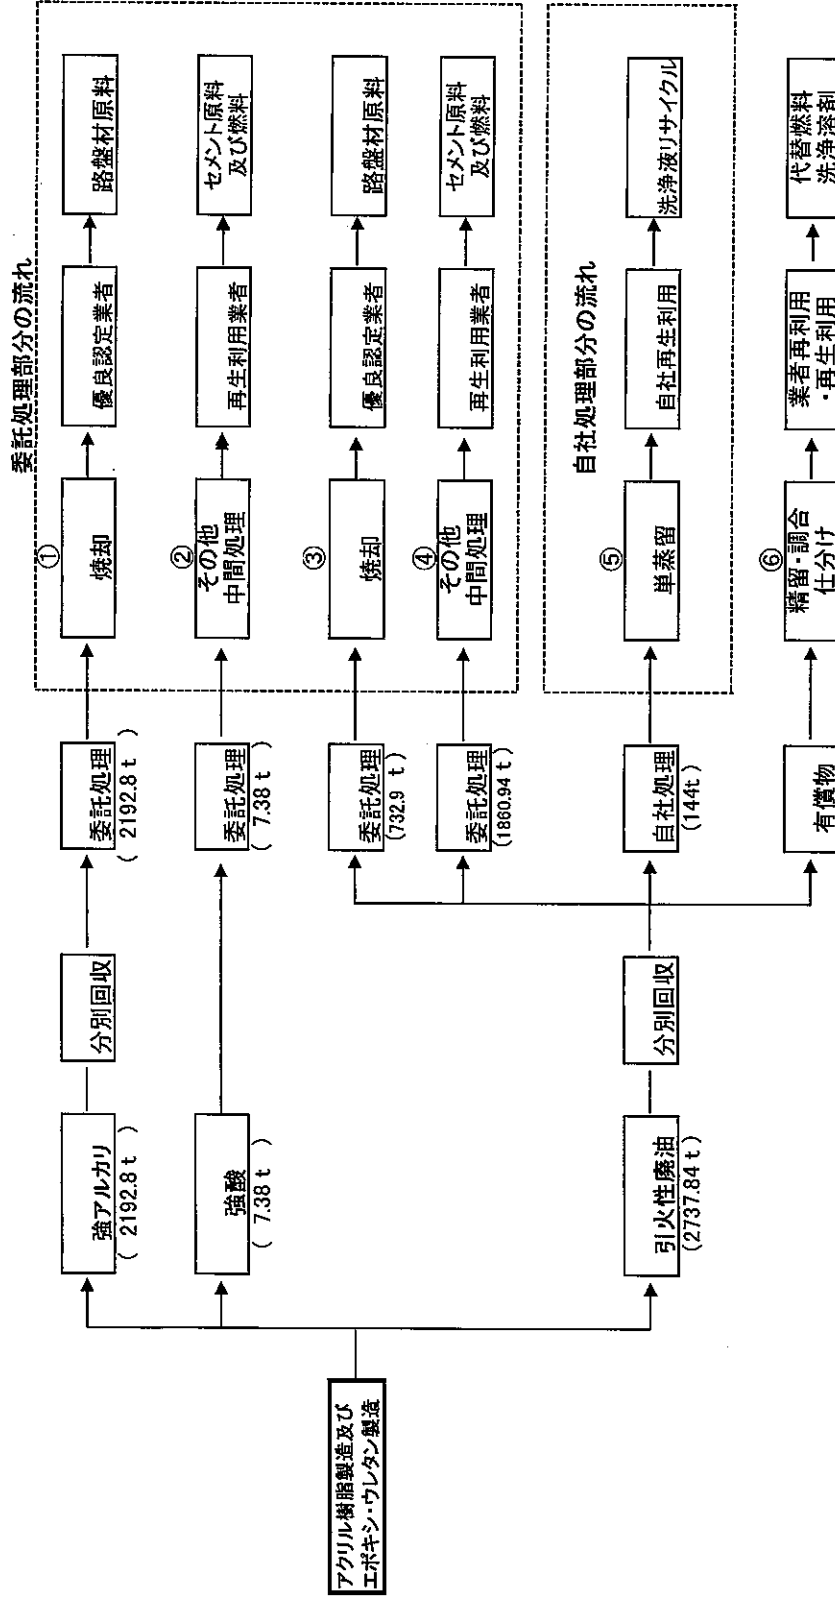 委託処理部分の流れ
アクリル樹脂製造及び
エポキシ・ウレタン製造
強アルカリ
( 2192.8 t )
分別回収
委託処理
( 2192.8 t )
①
焼却
優良認定業者
路盤材原料
強酸
( 7.38 t )
委託処理
( 7.38 t )
②
その他
中間処理
再生利用業者
セメント原料
及び燃料
委託処理
(732.9 t )
③
焼却
優良認定業者
路盤材原料
委託処理
(1860.94 t)
④
その他
中間処理
再生利用業者
セメント原料
及び燃料
自社処理部分の流れ
引火性廃油
(2737.84 t)
分別回収
自社処理
(144t)
⑤
単蒸留
自社再生利用
洗浄液リサイクル
有償物
⑥
精留・調合
仕分け
業者再利用
・再生利用
代替燃料
洗浄溶剤